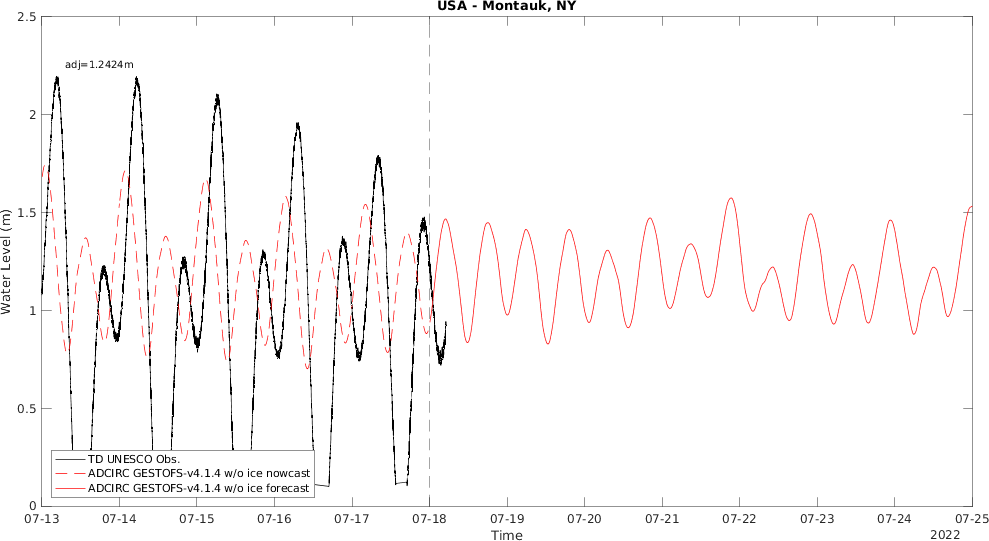 USA - Montauk, NY
2.5
adj=1.2424m
2
1.5
Water Level (m)
1
0.5
TD UNESCO Obs.
ADCIRC GESTOFS-v4.1.4 w/o ice nowcast
ADCIRC GESTOFS-v4.1.4 w/o ice forecast
0
07-13 07-14 07-15 07-16 07-17 07-18 07-19 07-20 07-21 07-22 07-23 07-24 07-25
Time
2022